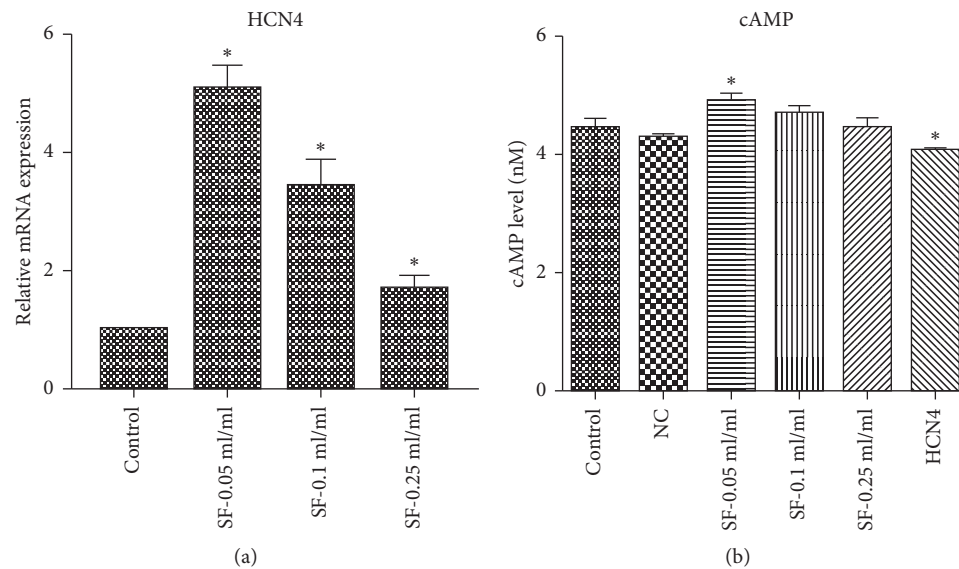 HCN4
Relative mRNA expression
6
4
2
0
*
*
*
Control
SF-0.05 ml/ml
SF-0.1 ml/ml
SF-0.25 ml/ml
(a)
cAMP
cAMP level (nM)
6
4
2
0
*
*
Control
NC
SF-0.05 ml/ml
SF-0.1 ml/ml
SF-0.25 ml/ml
HCN4
(b)